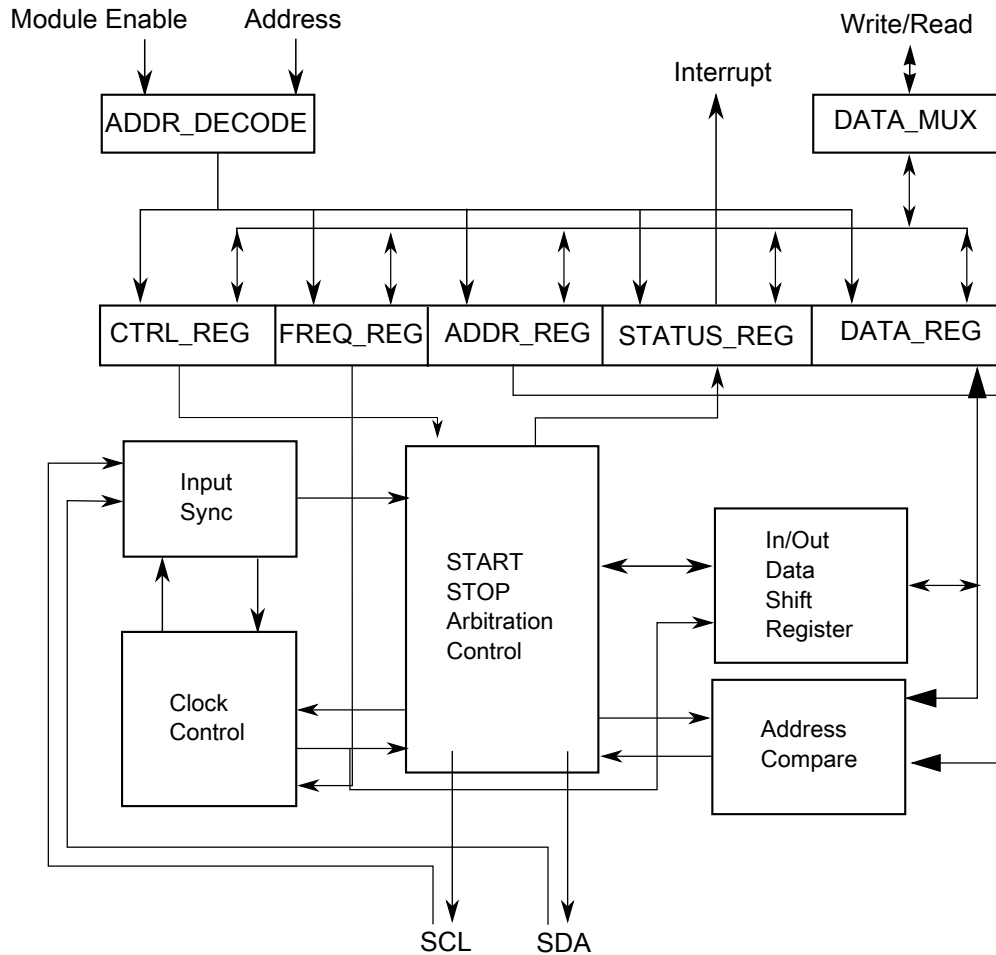 Module Enable
Address
Write/Read
Interrupt
ADDR_DECODE
DATA_MUX
CTRL_REG
FREQ_REG
ADDR_REG
STATUS_REG
DATA_REG
Input
Sync
START
STOP
Arbitration
Control
In/Out
Data
Shift
Register
Clock
Control
Address
Compare
SCL
SDA